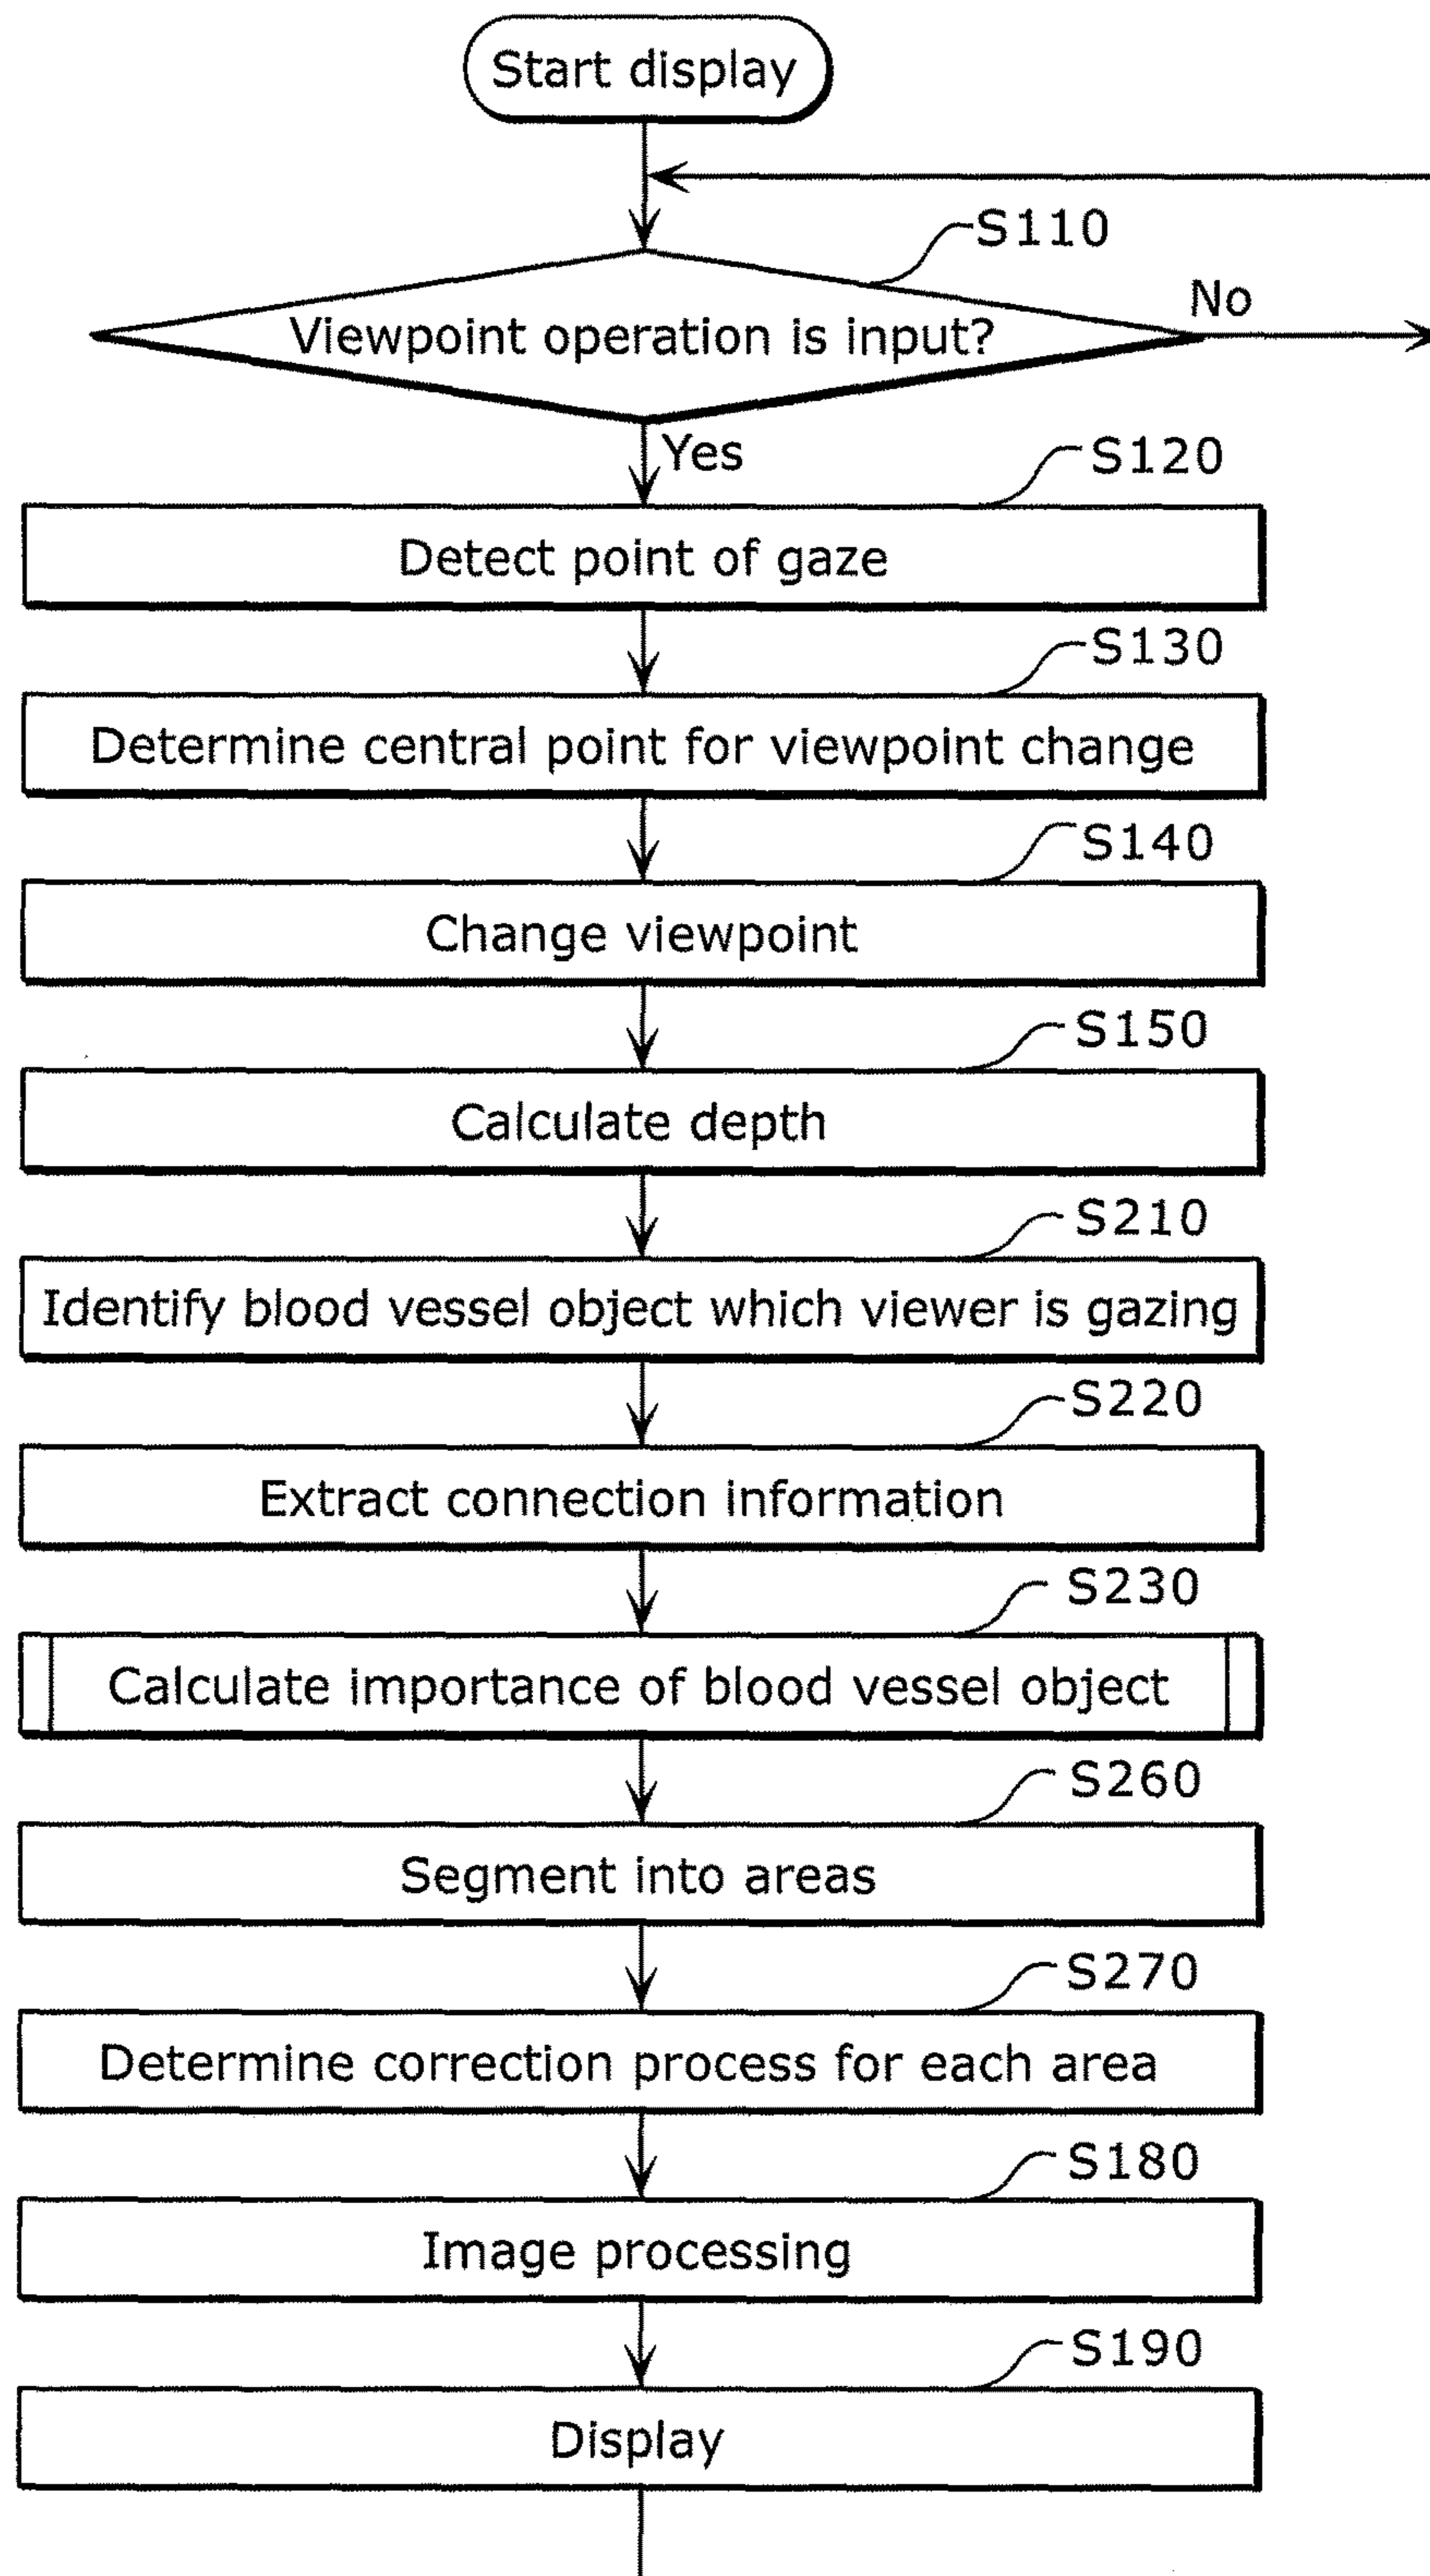 Start display
S110
Viewpoint operation is input?
No
Yes
S120
Detect point of gaze
S130
Determine central point for viewpoint change
S140
Change viewpoint
S150
Calculate depth
S210
Identify blood vessel object which viewer is gazing
S220
Extract connection information
S230
Calculate importance of blood vessel object
S260
Segment into areas
S270
Determine correction process for each area
S180
Image processing
S190
Display